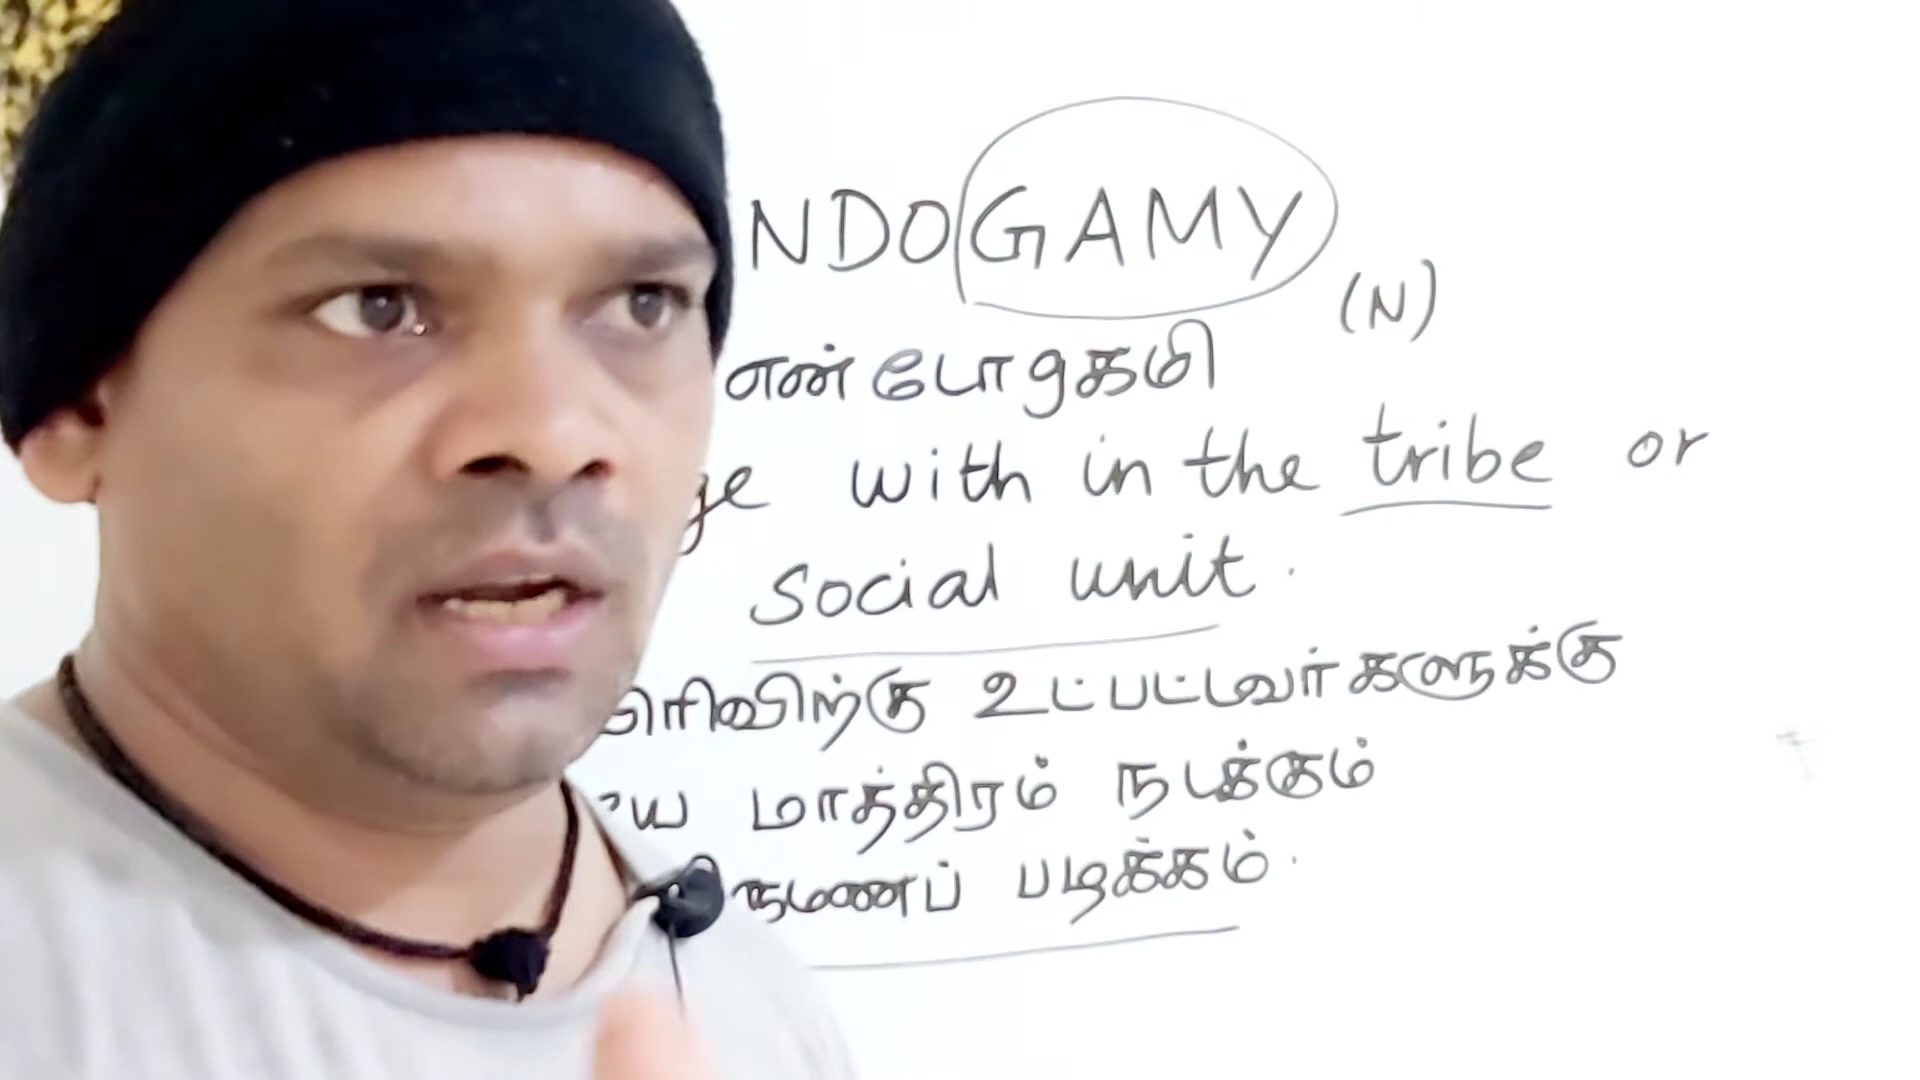 NDOGAMY
(N)
என்டோகமி
ge with in the tribe or
social unit.
பிரிவிற்கு உட்பட்டவர்களுக்கு
யே மாத்திரம் நடக்கும்
திருமணப் படிக்கம்.